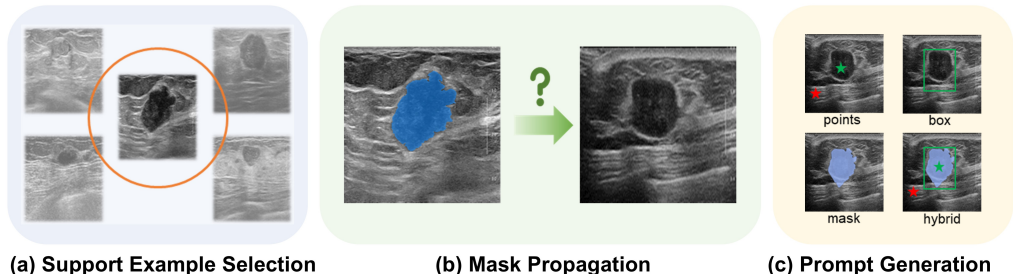 ?
points
box
mask
hybrid
(a) Support Example Selection
(b) Mask Propagation
(c) Prompt Generation